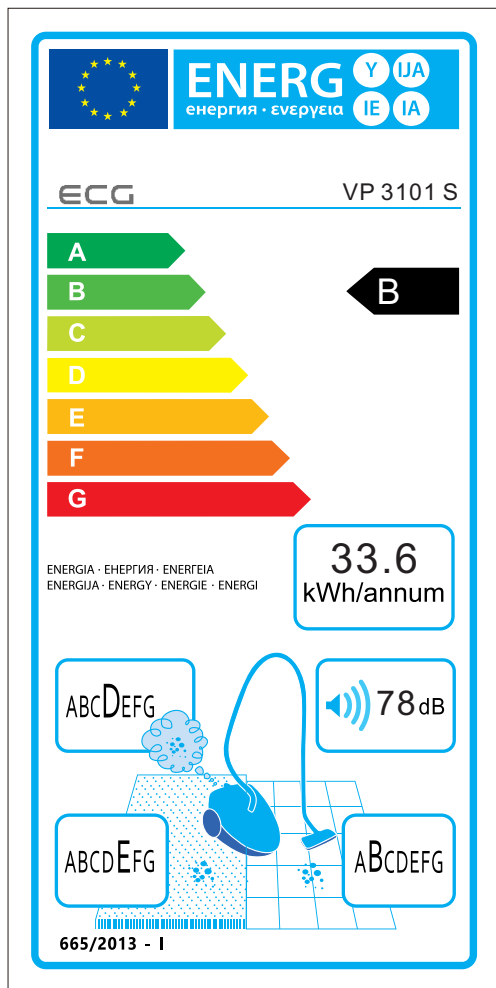 ENERG
енергия · ενεργεια
Y IJA
IE IA
ECG VP 3101 S
A
B
B
C
D
E
F
G
33.6
kWh/annum
ENERGIA · ЕНЕРГИЯ · ΕΝΕΡΓΕΙΑ
ENERGIJA · ENERGY · ENERGIE · ENERGI
ABCDEFG
78 dB
ABCDEFG
ABCDEFG
665/2013 - I